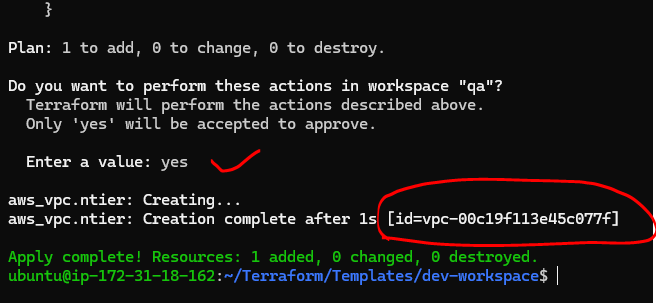 }
Plan: 1 to add, 0 to change, 0 to destroy.
Do you want to perform these actions in workspace "qa"?
Terraform will perform the actions described above.
Only 'yes' will be accepted to approve.
Enter a value: yes
aws_vpc.ntier: Creating...
aws_vpc.ntier: Creation complete after 1s [id=vpc-00c19f113e45c077f]
Apply complete! Resources: 1 added, 0 changed, 0 destroyed.
ubuntu@ip-172-31-18-162:~/Terraform/Templates/dev-workspace$